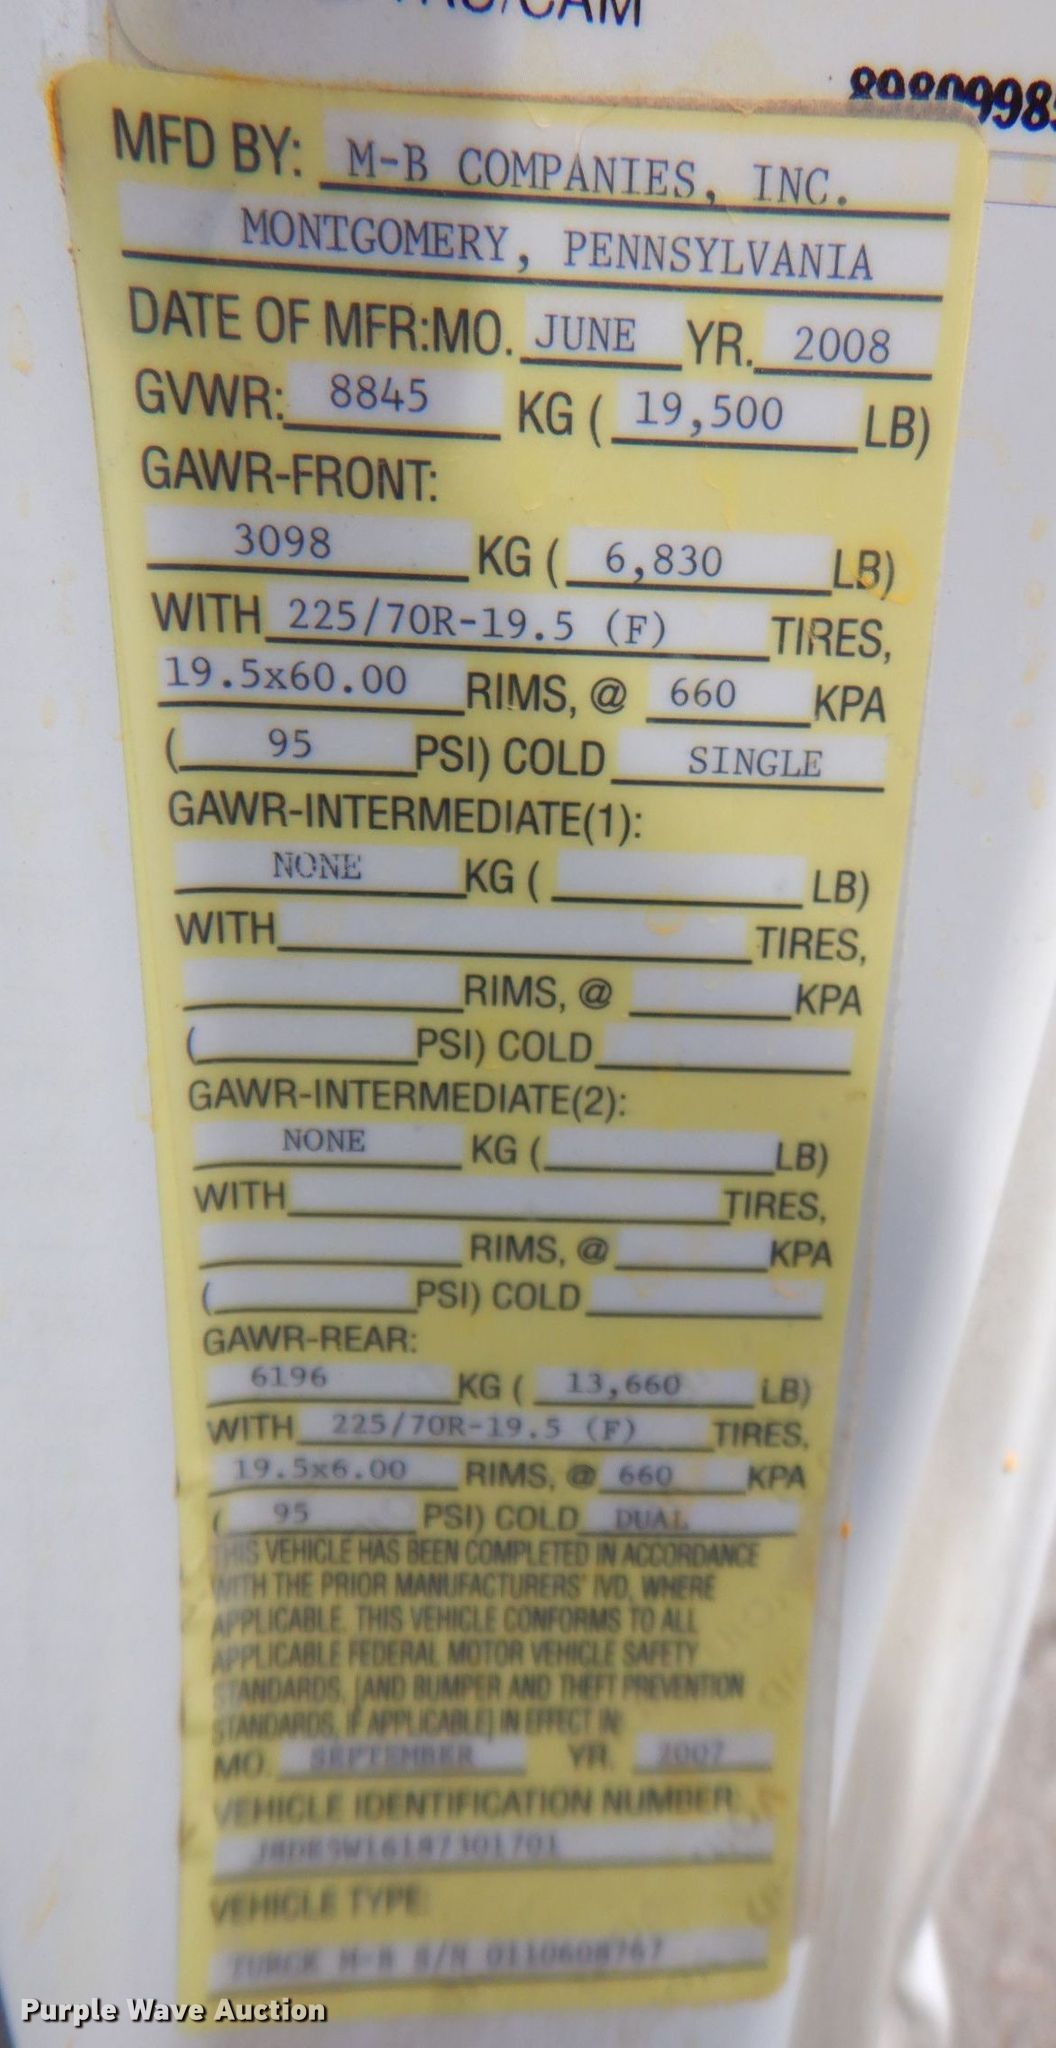 MFD BY: M-B COMPANIES, INC.
MONTGOMERY, PENNSYLVANIA
DATE OF MFR:MO. JUNE YR. 2008
GVWR: 8845 KG ( 19,500 LB)
GAWR-FRONT:
3098 KG ( 6,830 LB)
WITH 225/70R-19.5 (F) TIRES,
19.5x60.00 RIMS, @ 660 KPA
( 95 PSI) COLD SINGLE
GAWR-INTERMEDIATE(1):
NONE KG ( LB)
WITH TIRES,
RIMS, @ KPA
( PSI) COLD
GAWR-INTERMEDIATE(2):
NONE KG ( LB)
WITH TIRES,
RIMS, @ KPA
( PSI) COLD
GAWR-REAR:
6196 KG ( 13,660 LB)
WITH 225/70R-19.5 (F) TIRES,
19.5x6.00 RIMS, @ 660 KPA
( 95 PSI) COLD DUAL
THIS VEHICLE HAS BEEN COMPLETED IN ACCORDANCE
WITH THE PRIOR MANUFACTURERS' IVD, WHERE
APPLICABLE. THIS VEHICLE CONFORMS TO ALL
APPLICABLE FEDERAL MOTOR VEHICLE SAFETY
STANDARDS, [AND BUMPER AND THEFT PREVENTION
STANDARDS, IF APPLICABLE] IN EFFECT IN:
MO. SEPTEMBER YR. 2007
VEHICLE IDENTIFICATION NUMBER:
VEHICLE TYPE:
S/N
Purple Wave Auction